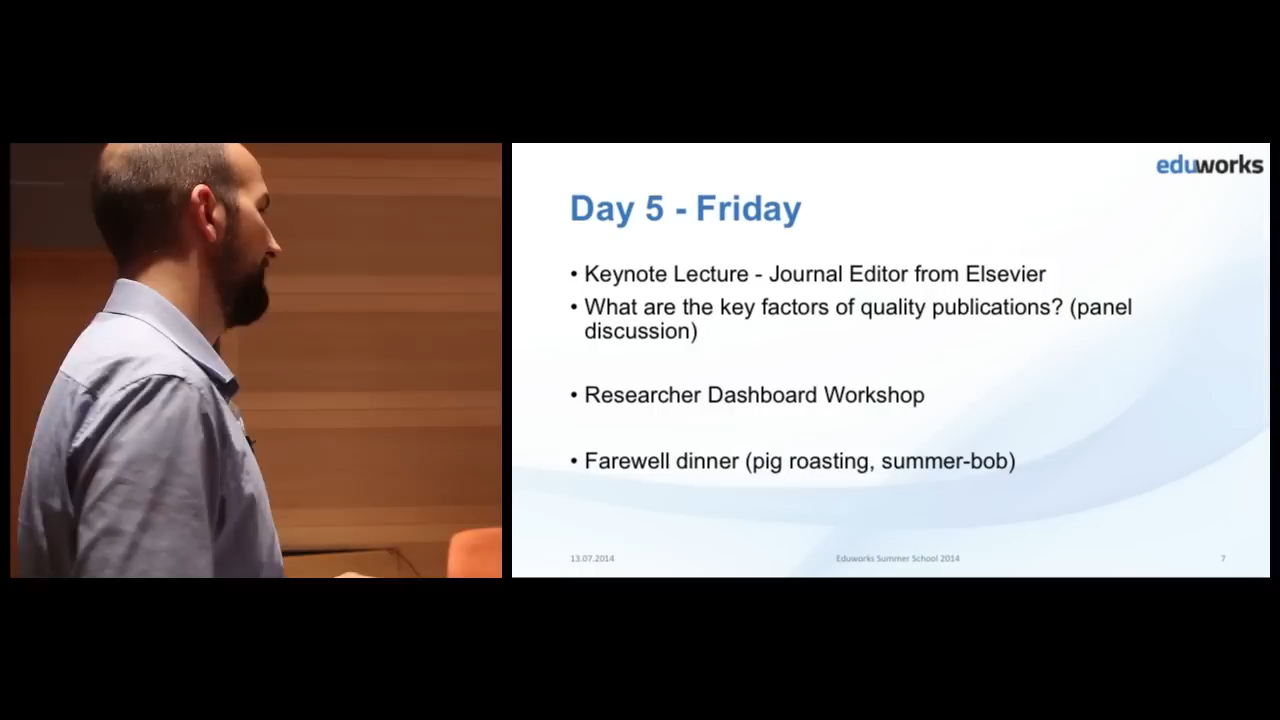 eduworks
Day 5 - Friday
• Keynote Lecture - Journal Editor from Elsevier
• What are the key factors of quality publications? (panel
discussion)
• Researcher Dashboard Workshop
• Farewell dinner (pig roasting, summer-bob)
13.07.2014
Eduworks Summer School 2014
7